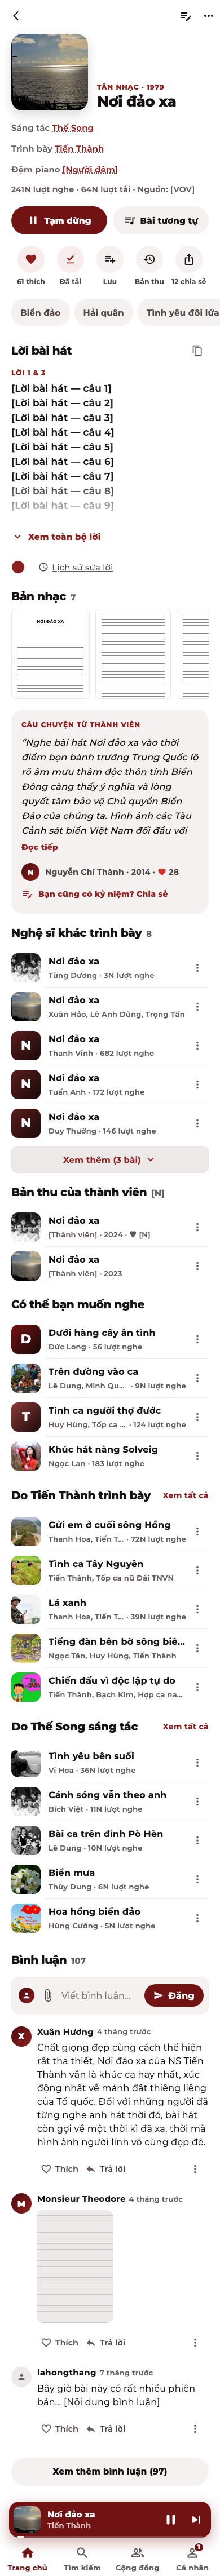 TÂN NHẠC • 1979
Nơi đảo xa
Sáng tác Thế Song
Trình bày Tiến Thành
Đệm piano [Người đệm]
241N lượt nghe · 64N lượt tải · Nguồn: [VOV]
Tạm dừng
Bài tương tự
61 thích
Đã tải
Lưu
Bản thu
12 chia sẻ
Biển đảo
Hải quân
Tình yêu đôi lứa
Lời bài hát
LỜI 1 & 3
[Lời bài hát — câu 1]
[Lời bài hát — câu 2]
[Lời bài hát — câu 3]
[Lời bài hát — câu 4]
[Lời bài hát — câu 5]
[Lời bài hát — câu 6]
[Lời bài hát — câu 7]
[Lời bài hát — câu 8]
[Lời bài hát — câu 9]
Xem toàn bộ lời
Lịch sử sửa lời
Bản nhạc 7
NƠI ĐẢO XA
CÂU CHUYỆN TỪ THÀNH VIÊN
“Nghe bài hát Nơi đảo xa vào thời
điểm bọn bành trướng Trung Quốc lộ
rõ âm mưu thôn độc thôn tính Biển
Đông càng thấy ý nghĩa và lòng
quyết tâm bảo vệ Chủ quyền Biển
Đảo của chúng ta. Hình ảnh các Tàu
Cảnh sát biển Việt Nam đối đầu với
Đọc tiếp
N
Nguyễn Chí Thành · 2014 · 28
Bạn cũng có kỷ niệm? Chia sẻ
Nghệ sĩ khác trình bày 8
Nơi đảo xa
Tùng Dương · 3N lượt nghe
Nơi đảo xa
Xuân Hảo, Lê Anh Dũng, Trọng Tấn
N
Nơi đảo xa
Thanh Vinh · 682 lượt nghe
N
Nơi đảo xa
Tuấn Anh · 172 lượt nghe
N
Nơi đảo xa
Duy Thường · 146 lượt nghe
Xem thêm (3 bài)
Bản thu của thành viên [N]
Nơi đảo xa
[Thành viên] · 2024 · [N]
Nơi đảo xa
[Thành viên] · 2023
Có thể bạn muốn nghe
D
Dưới hàng cây ân tình
Đức Long · 56 lượt nghe
Trên đường vào ca
Lê Dung, Minh Qu... · 9N lượt nghe
T
Tình ca người thợ được
Huy Hùng, Tốp ca ... · 124 lượt nghe
Khúc hát nàng Solveig
Ngọc Lan · 183 lượt nghe
Do Tiến Thành trình bày
Xem tất cả
Gửi em ở cuối sông Hồng
Thanh Hoa, Tiến T... · 72N lượt nghe
Tình ca Tây Nguyên
Tiến Thành, Tốp ca nữ Đài TNVN
Lá xanh
Thanh Hoa, Tiến T... · 39N lượt nghe
Tiếng đàn bên bờ sông biê...
Ngọc Tân, Huy Hùng, Tiến Thành
Chiến đấu vì độc lập tự do
Tiến Thành, Bạch Kim, Hợp ca na...
Do Thế Song sáng tác
Xem tất cả
Tình yêu bên suối
Vi Hoa · 36N lượt nghe
Cánh sóng vẫn theo anh
Bích Việt · 11N lượt nghe
Bài ca trên đỉnh Pò Hèn
Lê Dung · 10N lượt nghe
Biển mưa
Thùy Dung · 6N lượt nghe
Hoa hồng biển đảo
Hùng Cường · 5N lượt nghe
Bình luận 107
Viết bình luận...
Đăng
X
Xuân Hương 4 tháng trước
Chất giọng đẹp cùng cách thể hiện
rất tha thiết, Nơi đảo xa của NS Tiến
Thành vẫn là khúc ca hay nhất, xúc
động nhất về mảnh đất thiêng liêng
của Tổ quốc. Đối với những người đã
từng nghe anh hát thờ đó, bài hát
còn gợi về một thời kì đã xa, thời mà
hình ảnh người lính vô cùng đẹp đẽ.
Thích
Trả lời
M
Monsieur Theodore 4 tháng trước
Thích
Trả lời
lahongthang 7 tháng trước
Bây giờ bài này có rất nhiều phiên
bản... [Nội dung bình luận]
Thích
Trả lời
Xem thêm bình luận (97)
Nơi đảo xa
Tiến Thành
Trang chủ
Tìm kiếm
Cộng đồng
1
Cá nhân